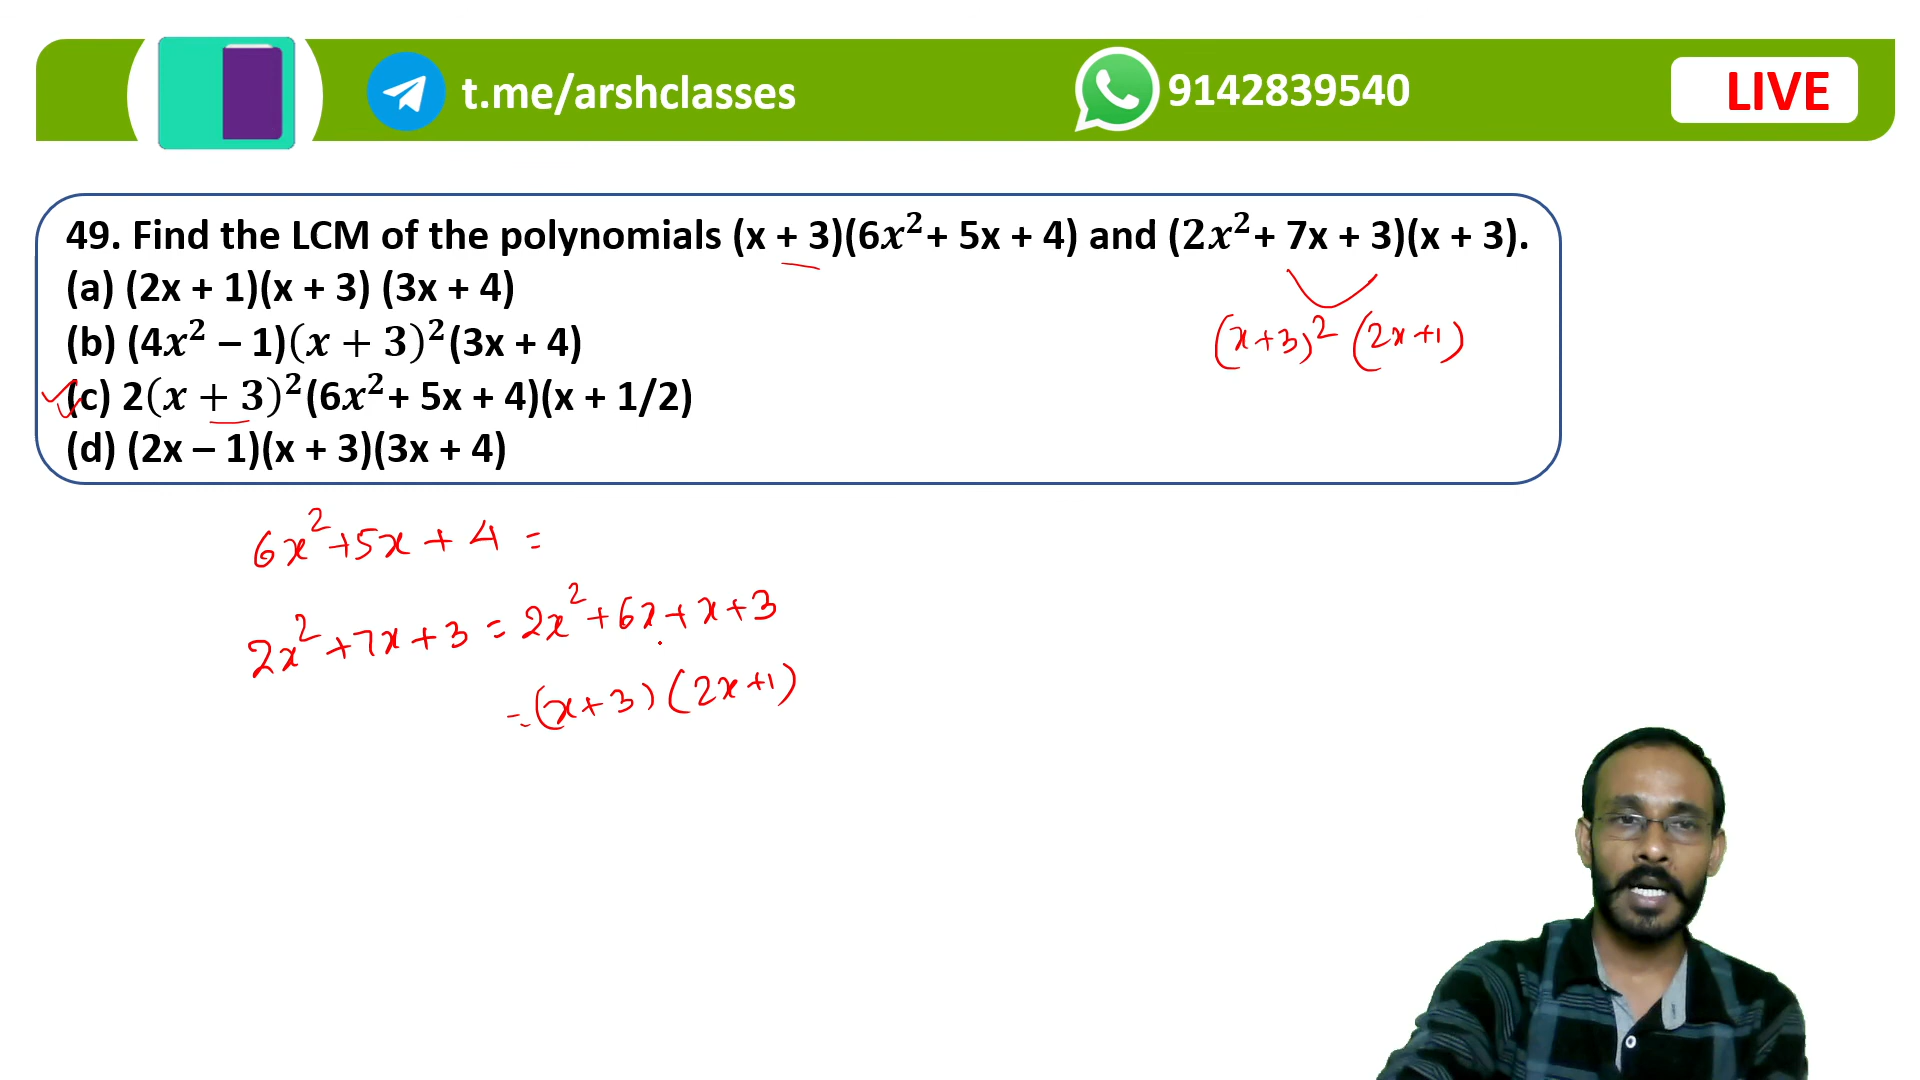 t.me/arshclasses
9142839540
LIVE
49. Find the LCM of the polynomials (x + 3)(6x²+ 5x + 4) and (2x²+ 7x + 3)(x + 3).
(a) (2x + 1)(x + 3) (3x + 4)
(b) (4x² – 1)(x + 3)²(3x + 4)
(c) 2(x + 3)²(6x²+ 5x + 4)(x + 1/2)
(d) (2x – 1)(x + 3)(3x + 4)
(x+3)² (2x+1)
6x²+5x + 4 =
2x²+7x+3 = 2x²+6x+x+3
=(x+3) (2x+1)